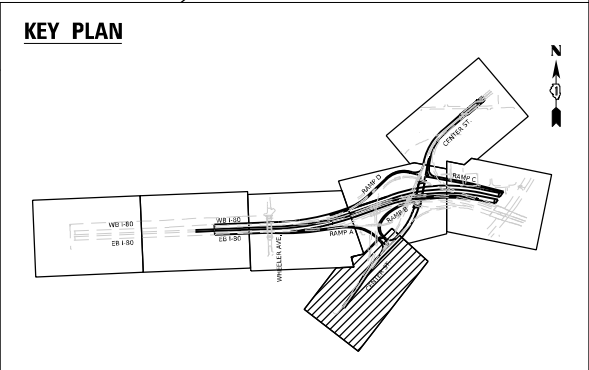 KEY PLAN
N
CENTER ST.
RAMP D
RAMP C
RAMP B
WB I-80
WB I-80
EB I-80
EB I-80
RAMP A
WHEELER AVE.
CENTER ST.